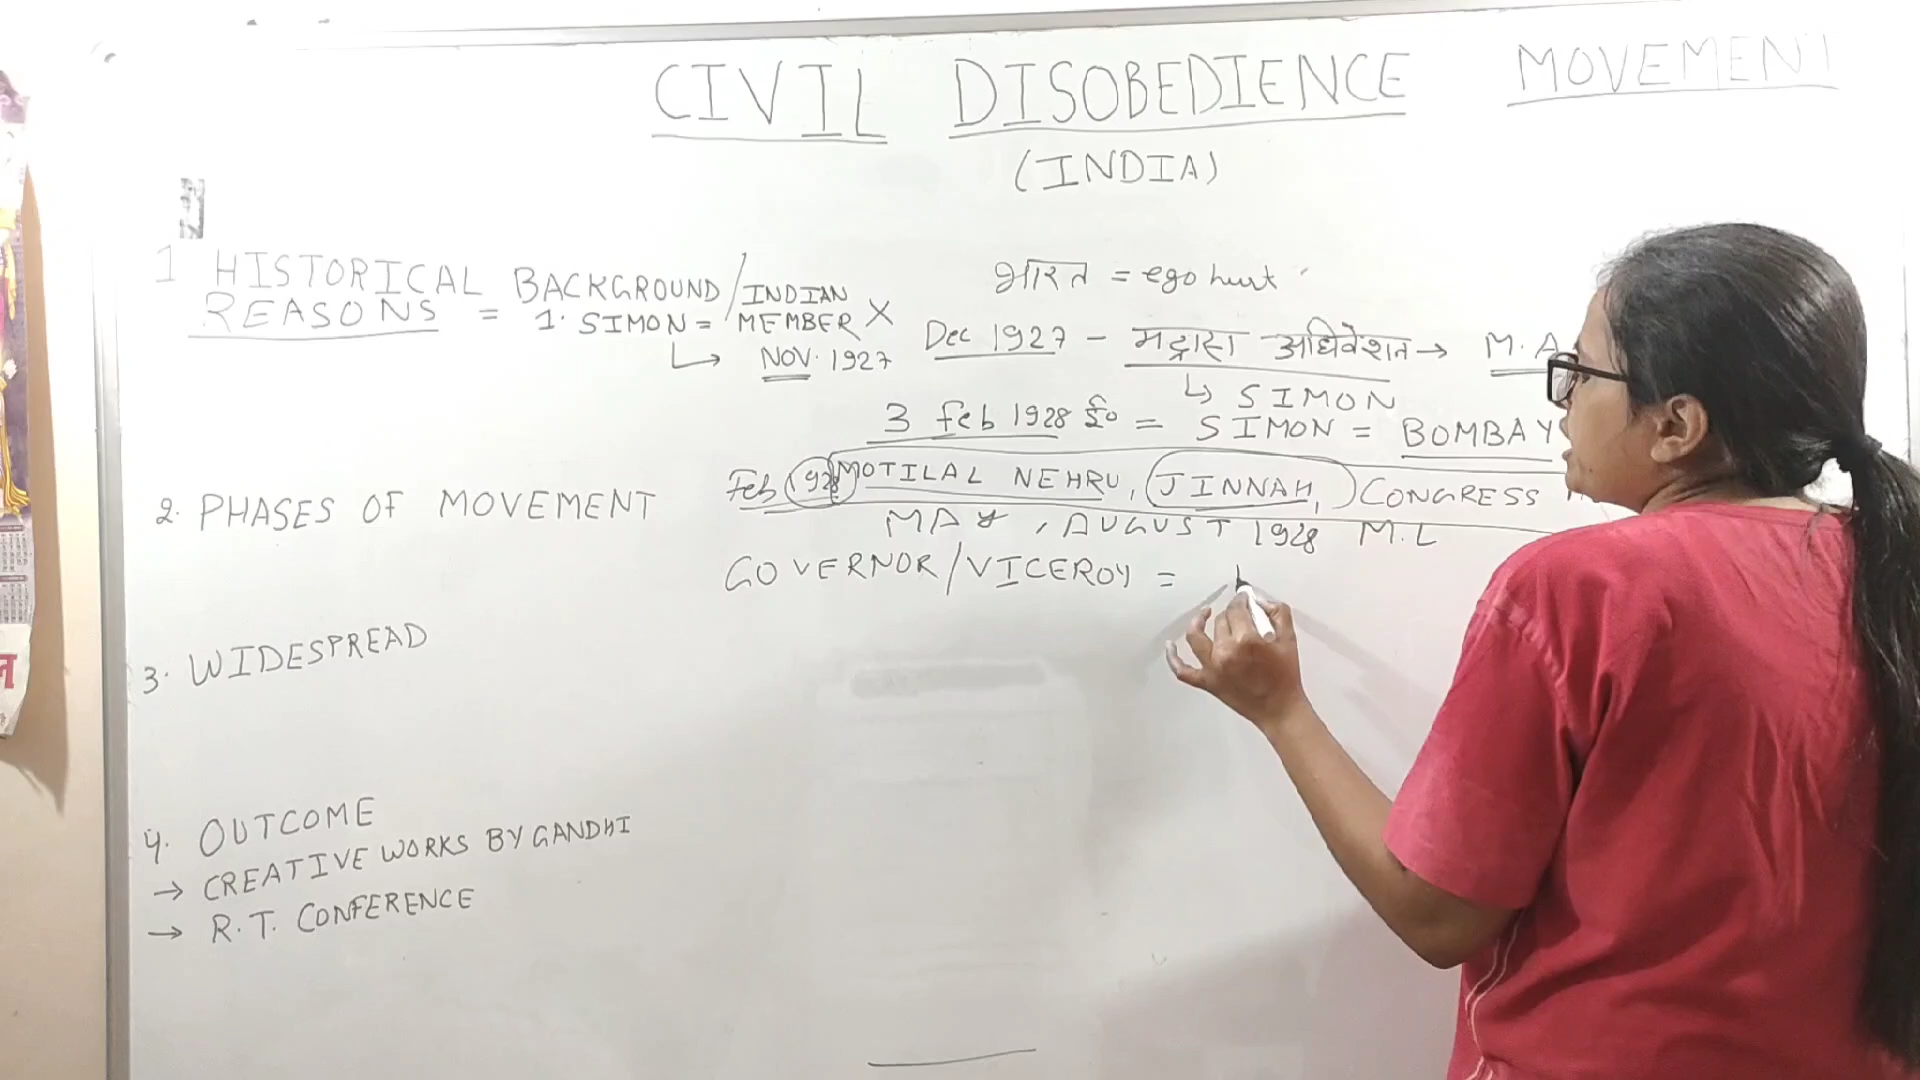 CIVIL DISOBEDIENCE MOVEMENT
(INDIA)
1 HISTORICAL BACKGROUND / INDIAN
REASONS = 1. SIMON = MEMBER X
↳ NOV. 1927
भारत = ego hurt
Dec 1927 - मद्रास अधिवेशन → M. A
↳ SIMON
3 feb 1928 ई० = SIMON = BOMBAY
Feb 1928 MOTILAL NEHRU, JINNAH, CONGRESS
MAY, AUGUST 1928 M.L
GOVERNOR/VICEROY =
2. PHASES OF MOVEMENT
3. WIDESPREAD
4. OUTCOME
→ CREATIVE WORKS BY GANDHI
→ R.T. CONFERENCE